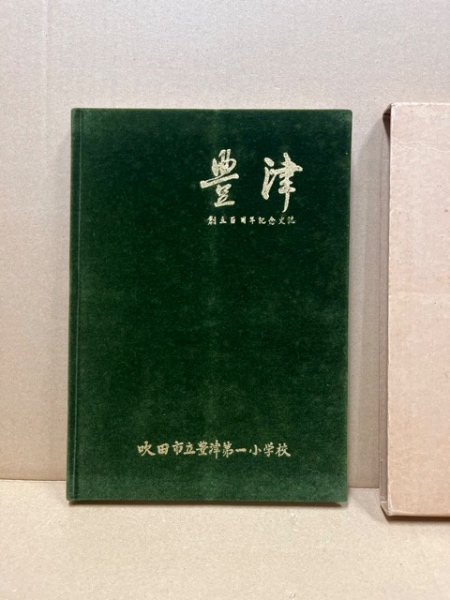 豊津
創立百周年記念史誌
吹田市立豊津第一小学校